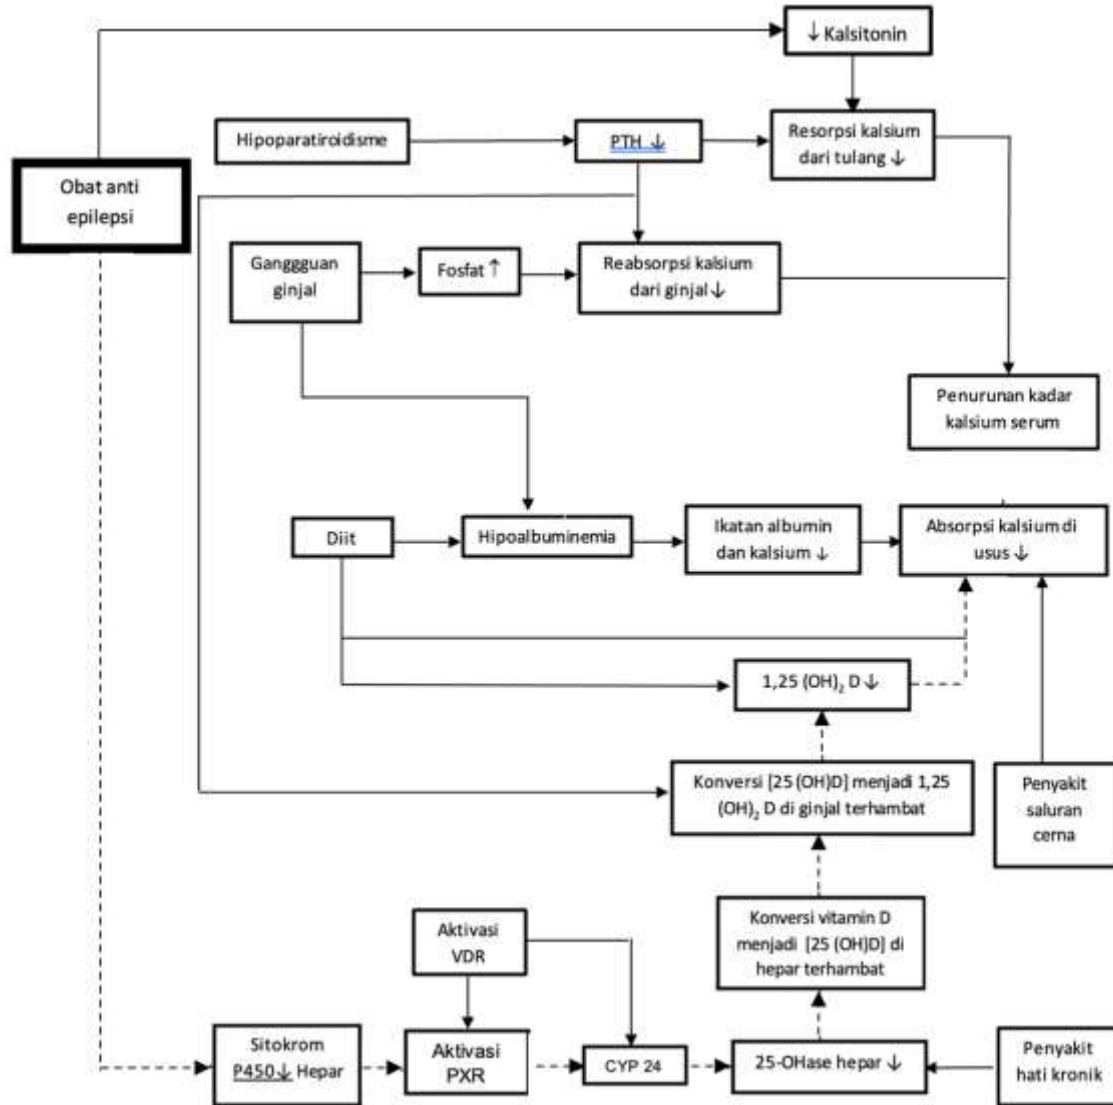 ↓ Kalsitonin
Hipoparatiroidisme
PTH ↓
Resorpsi kalsium
dari tulang ↓
Obat anti
epilepsi
Ganggguan
ginjal
Fosfat ↑
Reabsorpsi kalsium
dari ginjal ↓
Penurunan kadar
kalsium serum
Diit
Hipoalbuminemia
Ikatan albumin
dan kalsium ↓
Absorpsi kalsium di
usus ↓
1,25 (OH)₂ D ↓
Konversi [25 (OH)D] menjadi 1,25
(OH)₂ D di ginjal terhambat
Penyakit
saluran
cerna
Aktivasi
VDR
Konversi vitamin D
menjadi [25 (OH)D] di
hepar terhambat
Sitokrom
P450↓ Hepar
Aktivasi
PXR
CYP 24
25-OHase hepar ↓
Penyakit
hati kronik